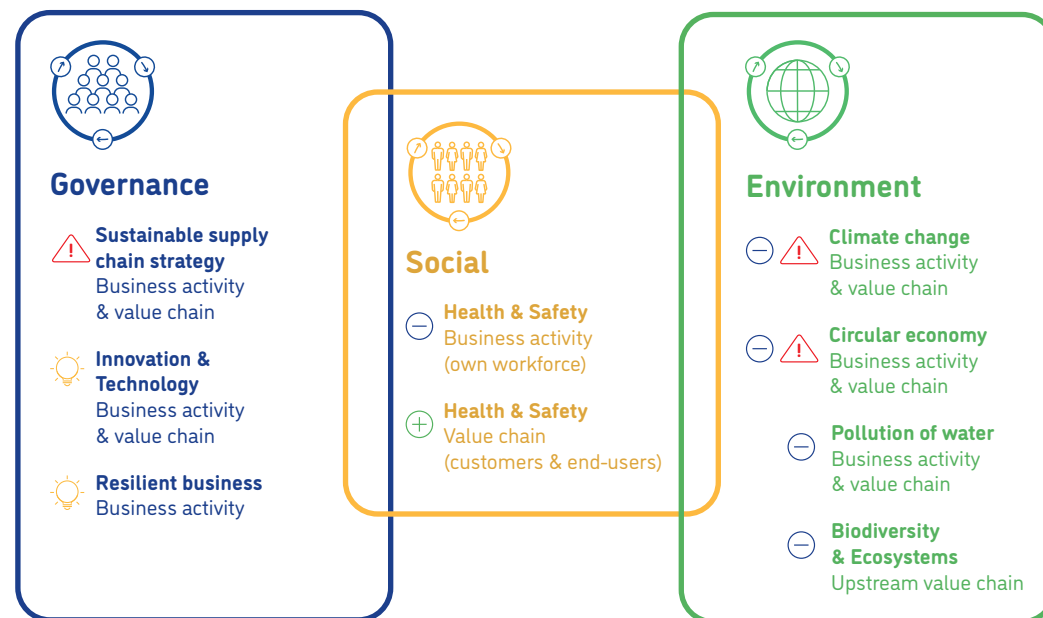 Governance
Sustainable supply
chain strategy
Business activity
& value chain
Innovation &
Technology
Business activity
& value chain
Resilient business
Business activity
Social
Health & Safety
Business activity
(own workforce)
Health & Safety
Value chain
(customers & end-users)
Environment
Climate change
Business activity
& value chain
Circular economy
Business activity
& value chain
Pollution of water
Business activity
& value chain
Biodiversity
& Ecosystems
Upstream value chain